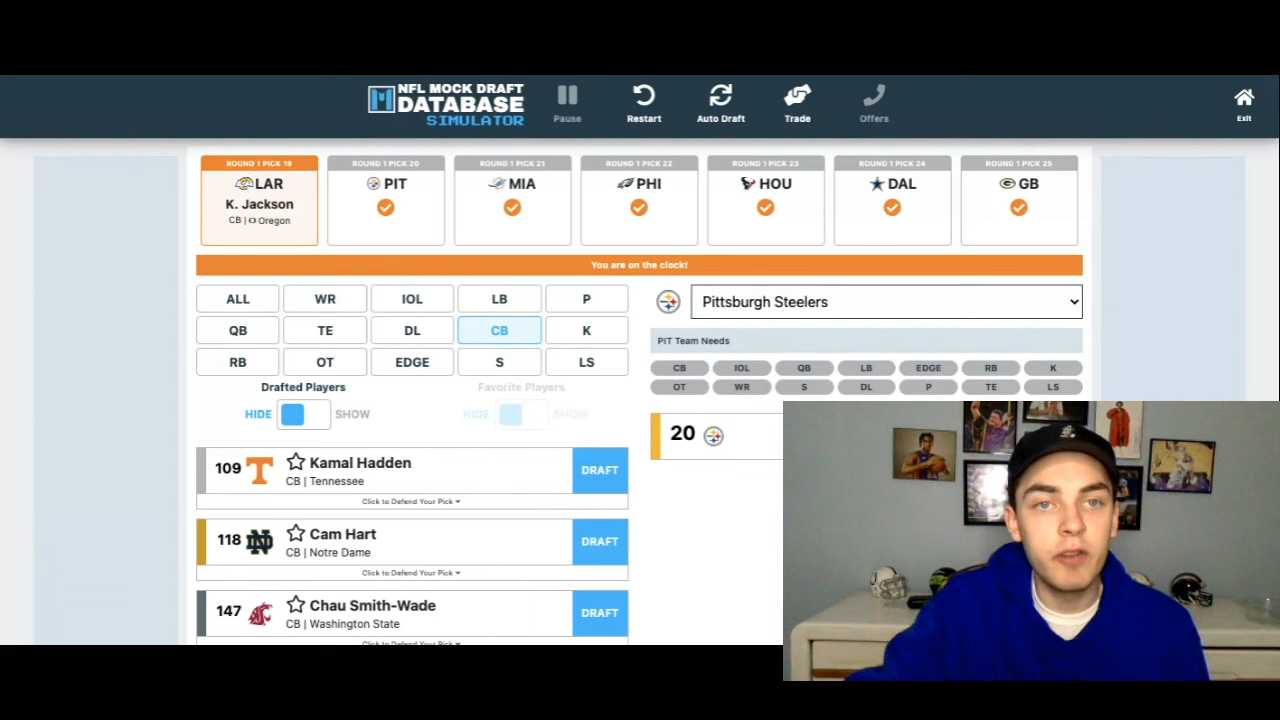 NFL MOCK DRAFT
DATABASE
SIMULATOR
Pause
Restart
Auto Draft
Trade
Offers
Exit
ROUND 1 PICK 19
LAR
K. Jackson
CB | Oregon
ROUND 1 PICK 20
PIT
ROUND 1 PICK 21
MIA
ROUND 1 PICK 22
PHI
ROUND 1 PICK 23
HOU
ROUND 1 PICK 24
DAL
ROUND 1 PICK 25
GB
You are on the clock!
ALL WR IOL LB P
QB TE DL CB K
RB OT EDGE S LS
Drafted Players
HIDE SHOW
Favorite Players
HIDE SHOW
109 T Kamal Hadden
CB | Tennessee
DRAFT
Click to Defend Your Pick
118 Cam Hart
CB | Notre Dame
DRAFT
Click to Defend Your Pick
147 Chau Smith-Wade
CB | Washington State
DRAFT
Click to Defend Your Pick
Pittsburgh Steelers
PIT Team Needs
CB IOL QB LB EDGE RB K
OT WR S DL P TE LS
20